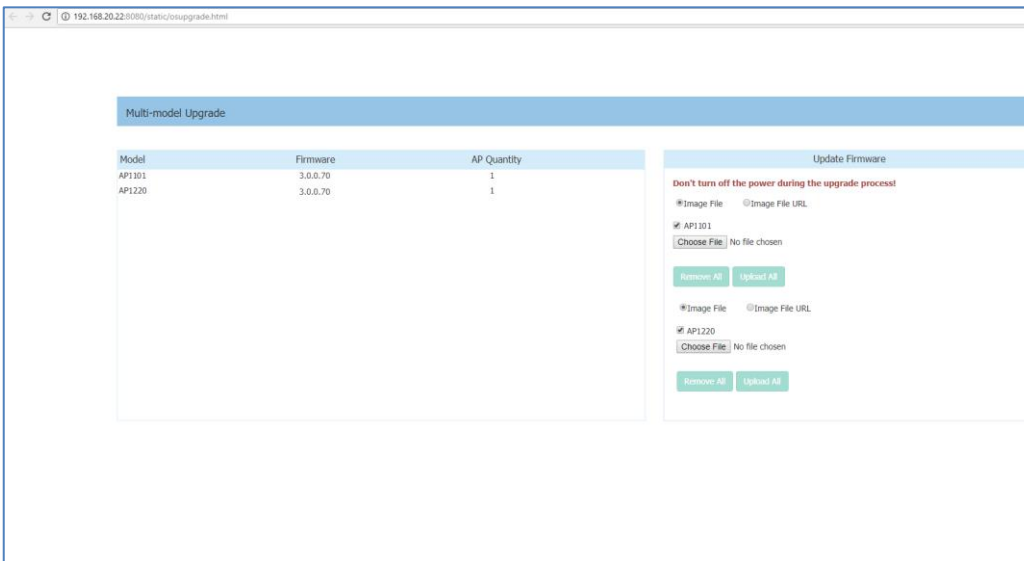 192.168.20.22:8080/static/osupgrade.html
Multi-model Upgrade
Model Firmware AP Quantity
AP1101 3.0.0.70 1
AP1220 3.0.0.70 1
Update Firmware
Don't turn off the power during the upgrade process!
Image File Image File URL
AP1101
Choose File No file chosen
Remove All Upload All
Image File Image File URL
AP1220
Choose File No file chosen
Remove All Upload All